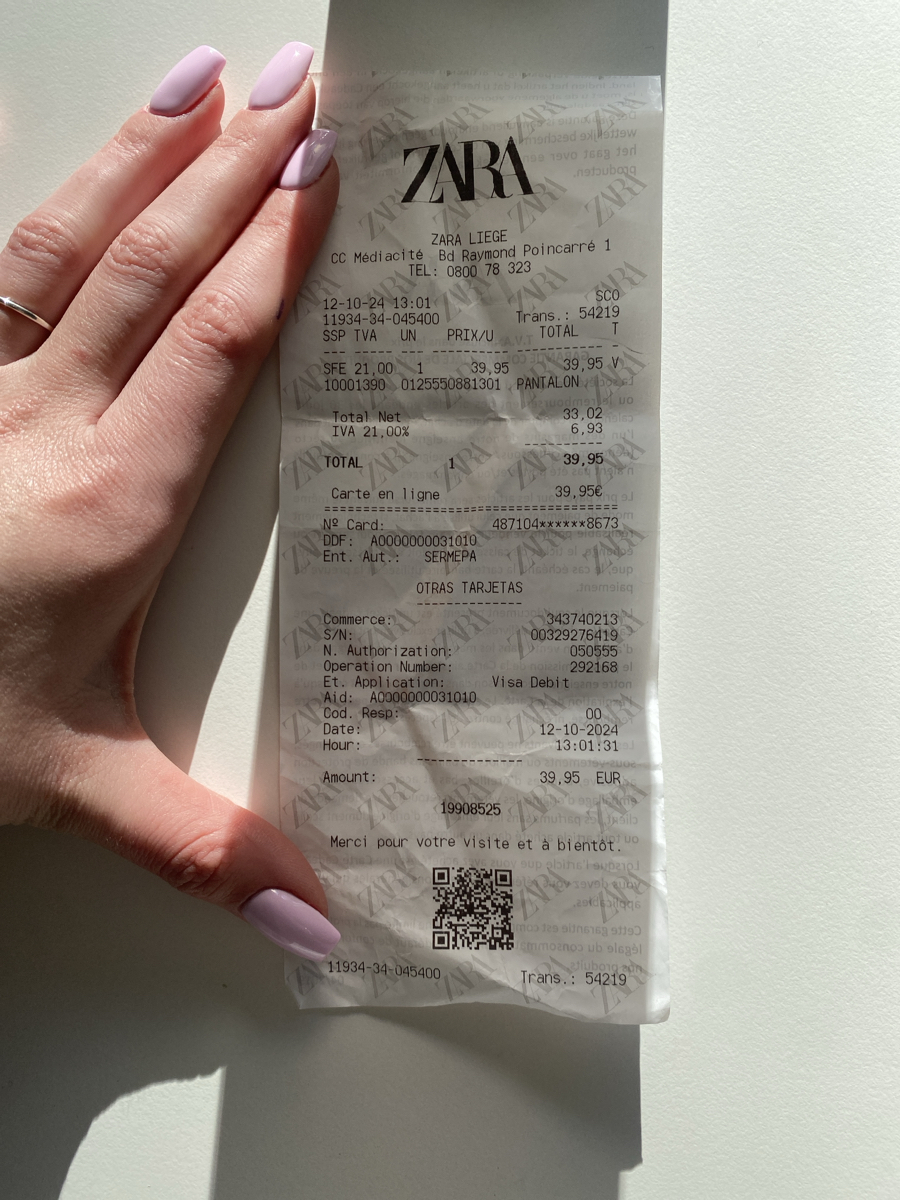 ZARA
ZARA LIEGE
CC Médiacité Bd Raymond Poincarré 1
TEL: 0800 78 323
12-10-24 13:01 SCO
11934-34-045400 Trans.: 54219
SSP TVA UN PRIX/U TOTAL T
SFE 21,00 1 39,95 39,95 V
10001390 0125550881301 PANTALON
Total Net 33,02
IVA 21,00% 6,93
TOTAL 1 39,95
Carte en ligne 39,95€
Nº Card: 487104******8673
DDF: A0000000031010
Ent. Aut.: SERMEPA
OTRAS TARJETAS
Commerce: 343740213
S/N: 00329276419
N. Authorization: 050555
Operation Number: 292168
Et. Application: Visa Debit
Aid: A0000000031010
Cod. Resp: 00
Date: 12-10-2024
Hour: 13:01:31
Amount: 39,95 EUR
19908525
Merci pour votre visite et à bientôt.
11934-34-045400 Trans.: 54219